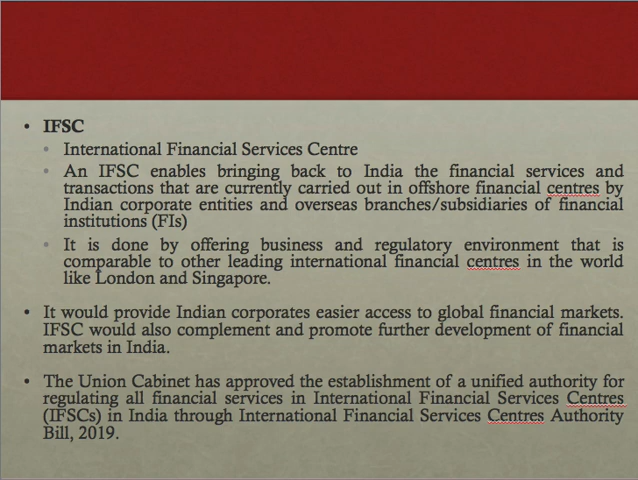 • IFSC
• International Financial Services Centre
• An IFSC enables bringing back to India the financial services and
transactions that are currently carried out in offshore financial centres by
Indian corporate entities and overseas branches/subsidiaries of financial
institutions (FIs)
• It is done by offering business and regulatory environment that is
comparable to other leading international financial centres in the world
like London and Singapore.
• It would provide Indian corporates easier access to global financial markets.
IFSC would also complement and promote further development of financial
markets in India.
• The Union Cabinet has approved the establishment of a unified authority for
regulating all financial services in International Financial Services Centres
(IFSCs) in India through International Financial Services Centres Authority
Bill, 2019.